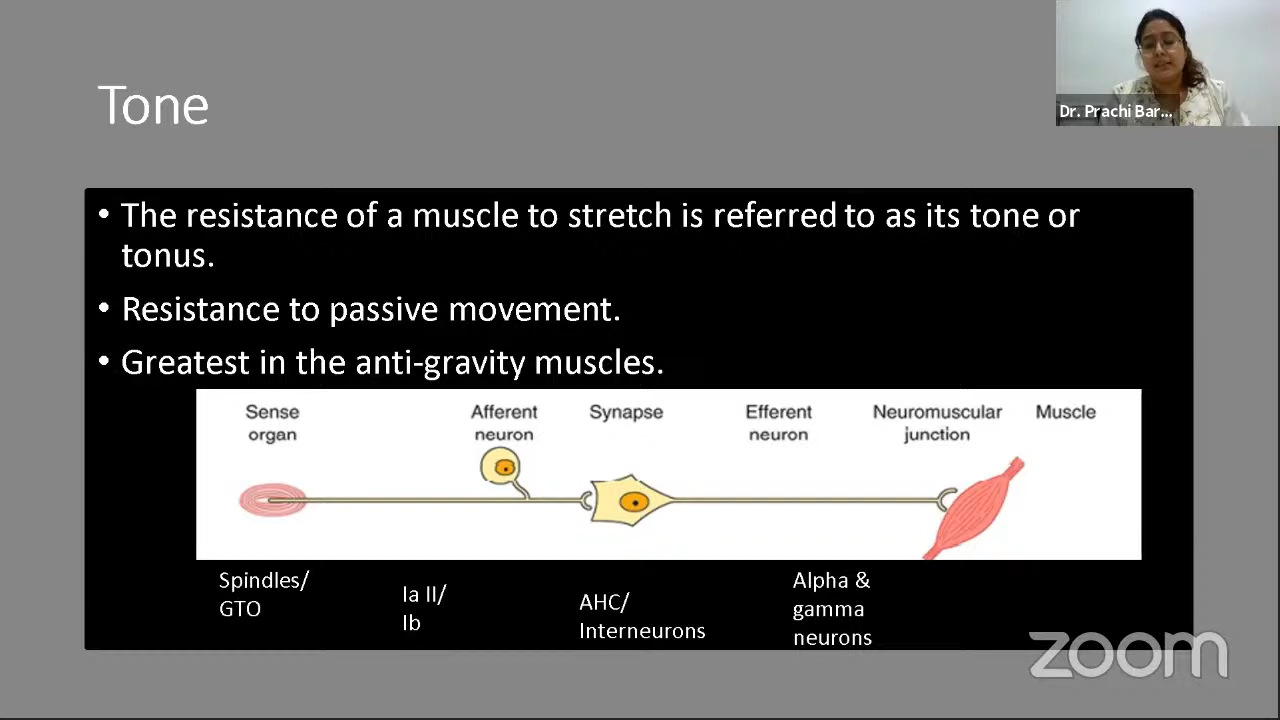 Tone
Dr. Prachi Bar...
• The resistance of a muscle to stretch is referred to as its tone or
tonus.
• Resistance to passive movement.
• Greatest in the anti-gravity muscles.
Sense
organ
Afferent
neuron
Synapse
Efferent
neuron
Neuromuscular
junction
Muscle
Spindles/
GTO
Ia II/
Ib
AHC/
Interneurons
Alpha &
gamma
neurons
zoom